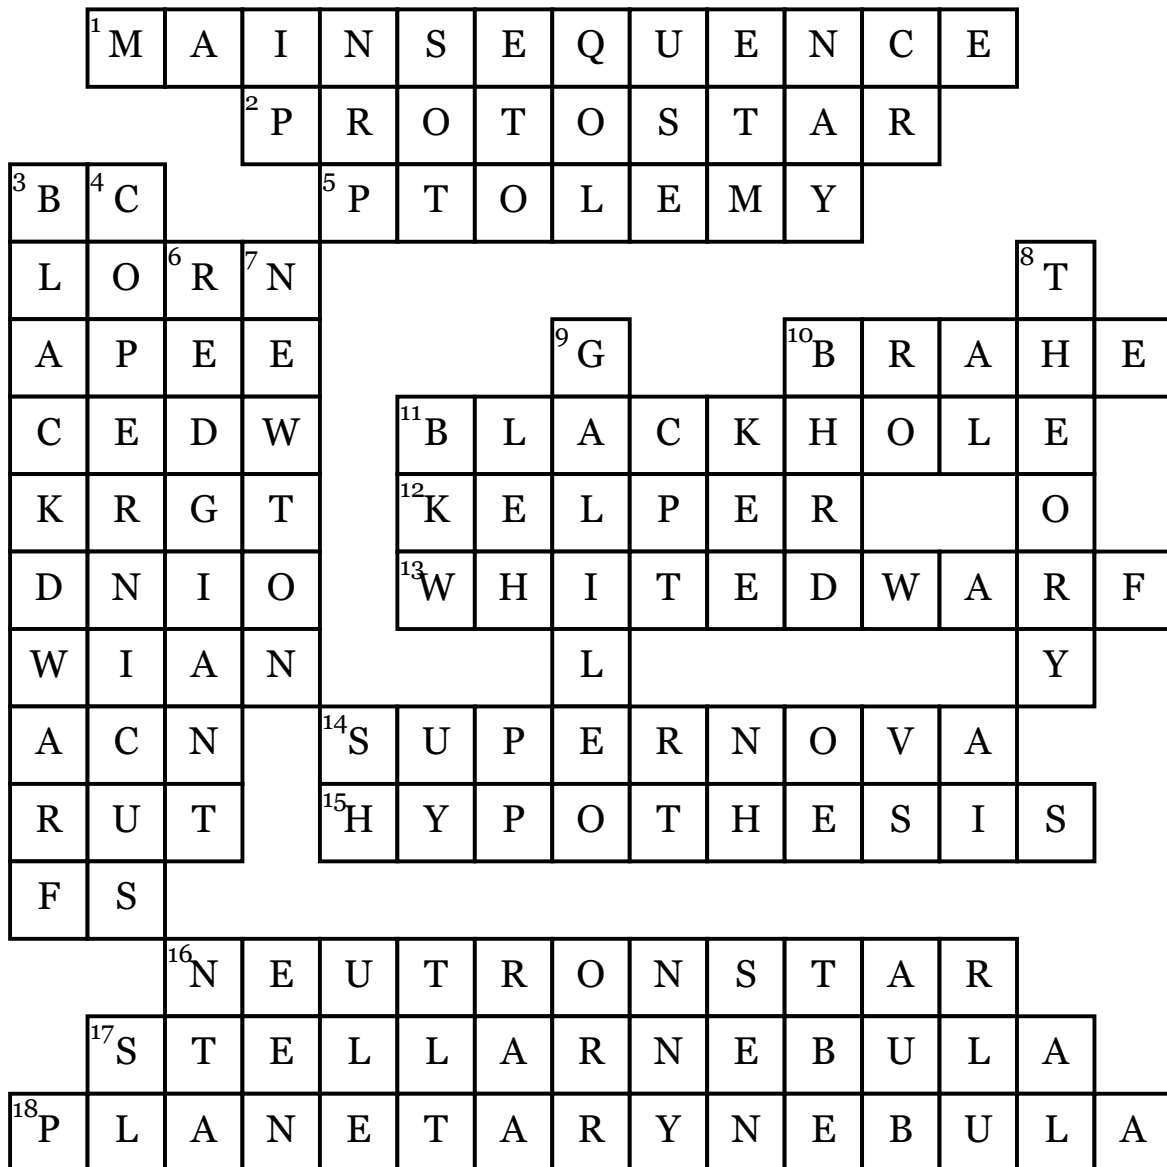 1 M A I N S E Q U E N C E
2 P R O T O S T A R
3 B 4 C 5 P T O L E M Y
L O 6 R 7 N 8 T
A P E E 9 G 10 B R A H E
C E D W 11 B L A C K H O L E
K R G T 12 K E L P E R O
D N I O 13 W H I T E D W A R F
W I A N L Y
A C N 14 S U P E R N O V A
R U T 15 H Y P O T H E S I S
F S
16 N E U T R O N S T A R
17 S T E L L A R N E B U L A
18 P L A N E T A R Y N E B U L A